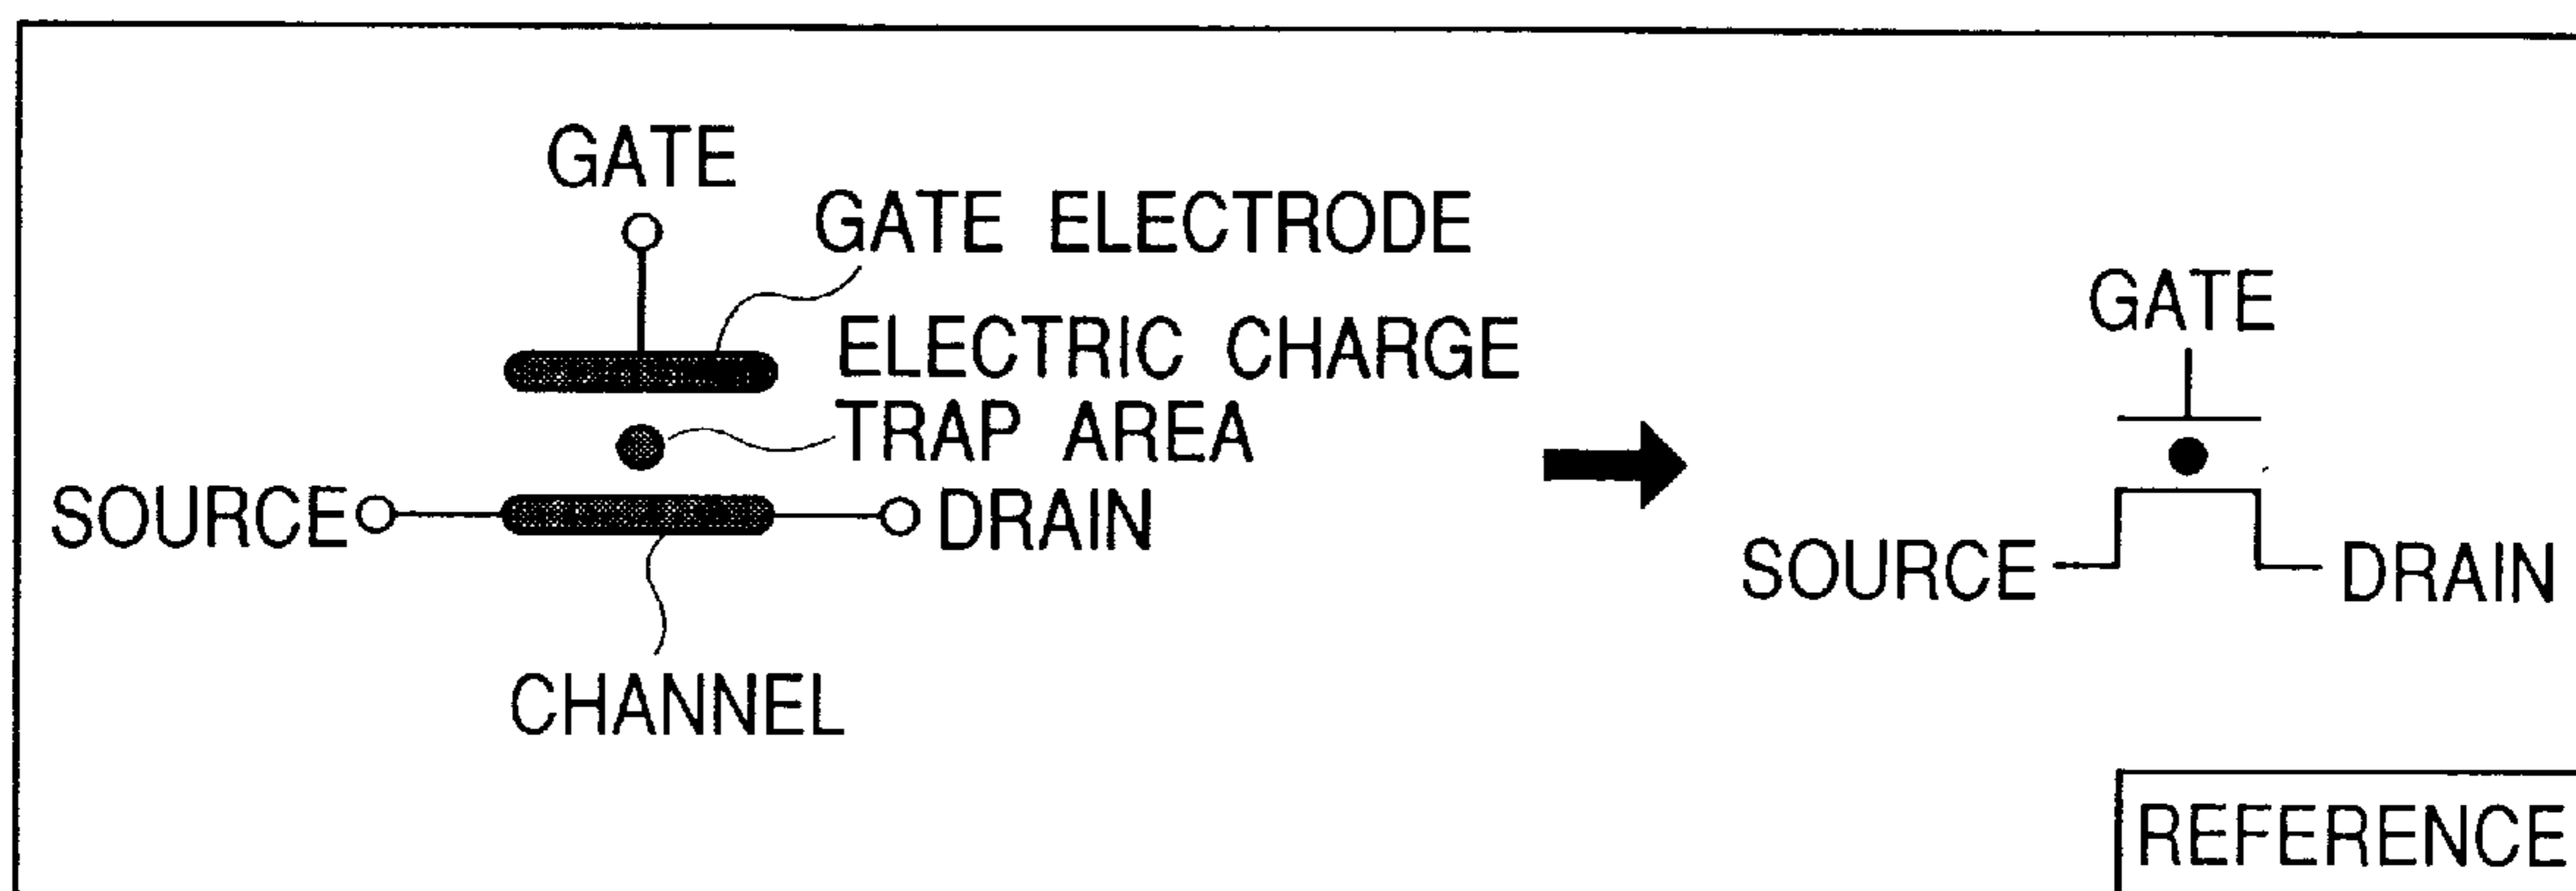 GATE
GATE ELECTRODE
ELECTRIC CHARGE
TRAP AREA
SOURCE
DRAIN
CHANNEL
GATE
SOURCE
DRAIN
REFERENCE